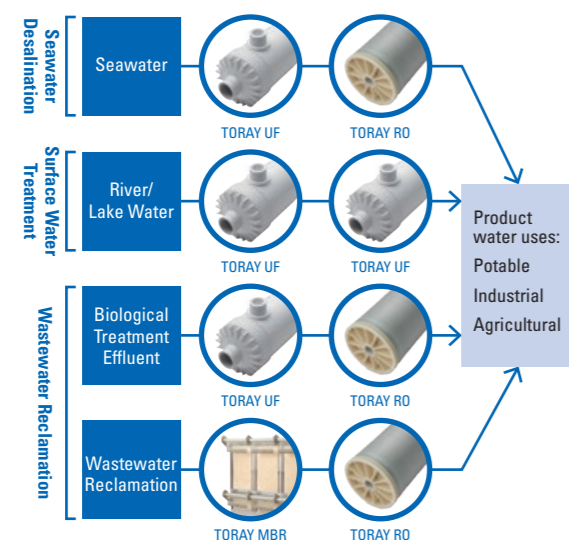 Seawater
Desalination
Seawater
TORAY UF
TORAY RO
Surface Water
Treatment
River/
Lake Water
TORAY UF
TORAY UF
Wastewater Reclamation
Biological
Treatment
Effluent
TORAY UF
TORAY RO
Wastewater
Reclamation
TORAY MBR
TORAY RO
Product
water uses:
Potable
Industrial
Agricultural